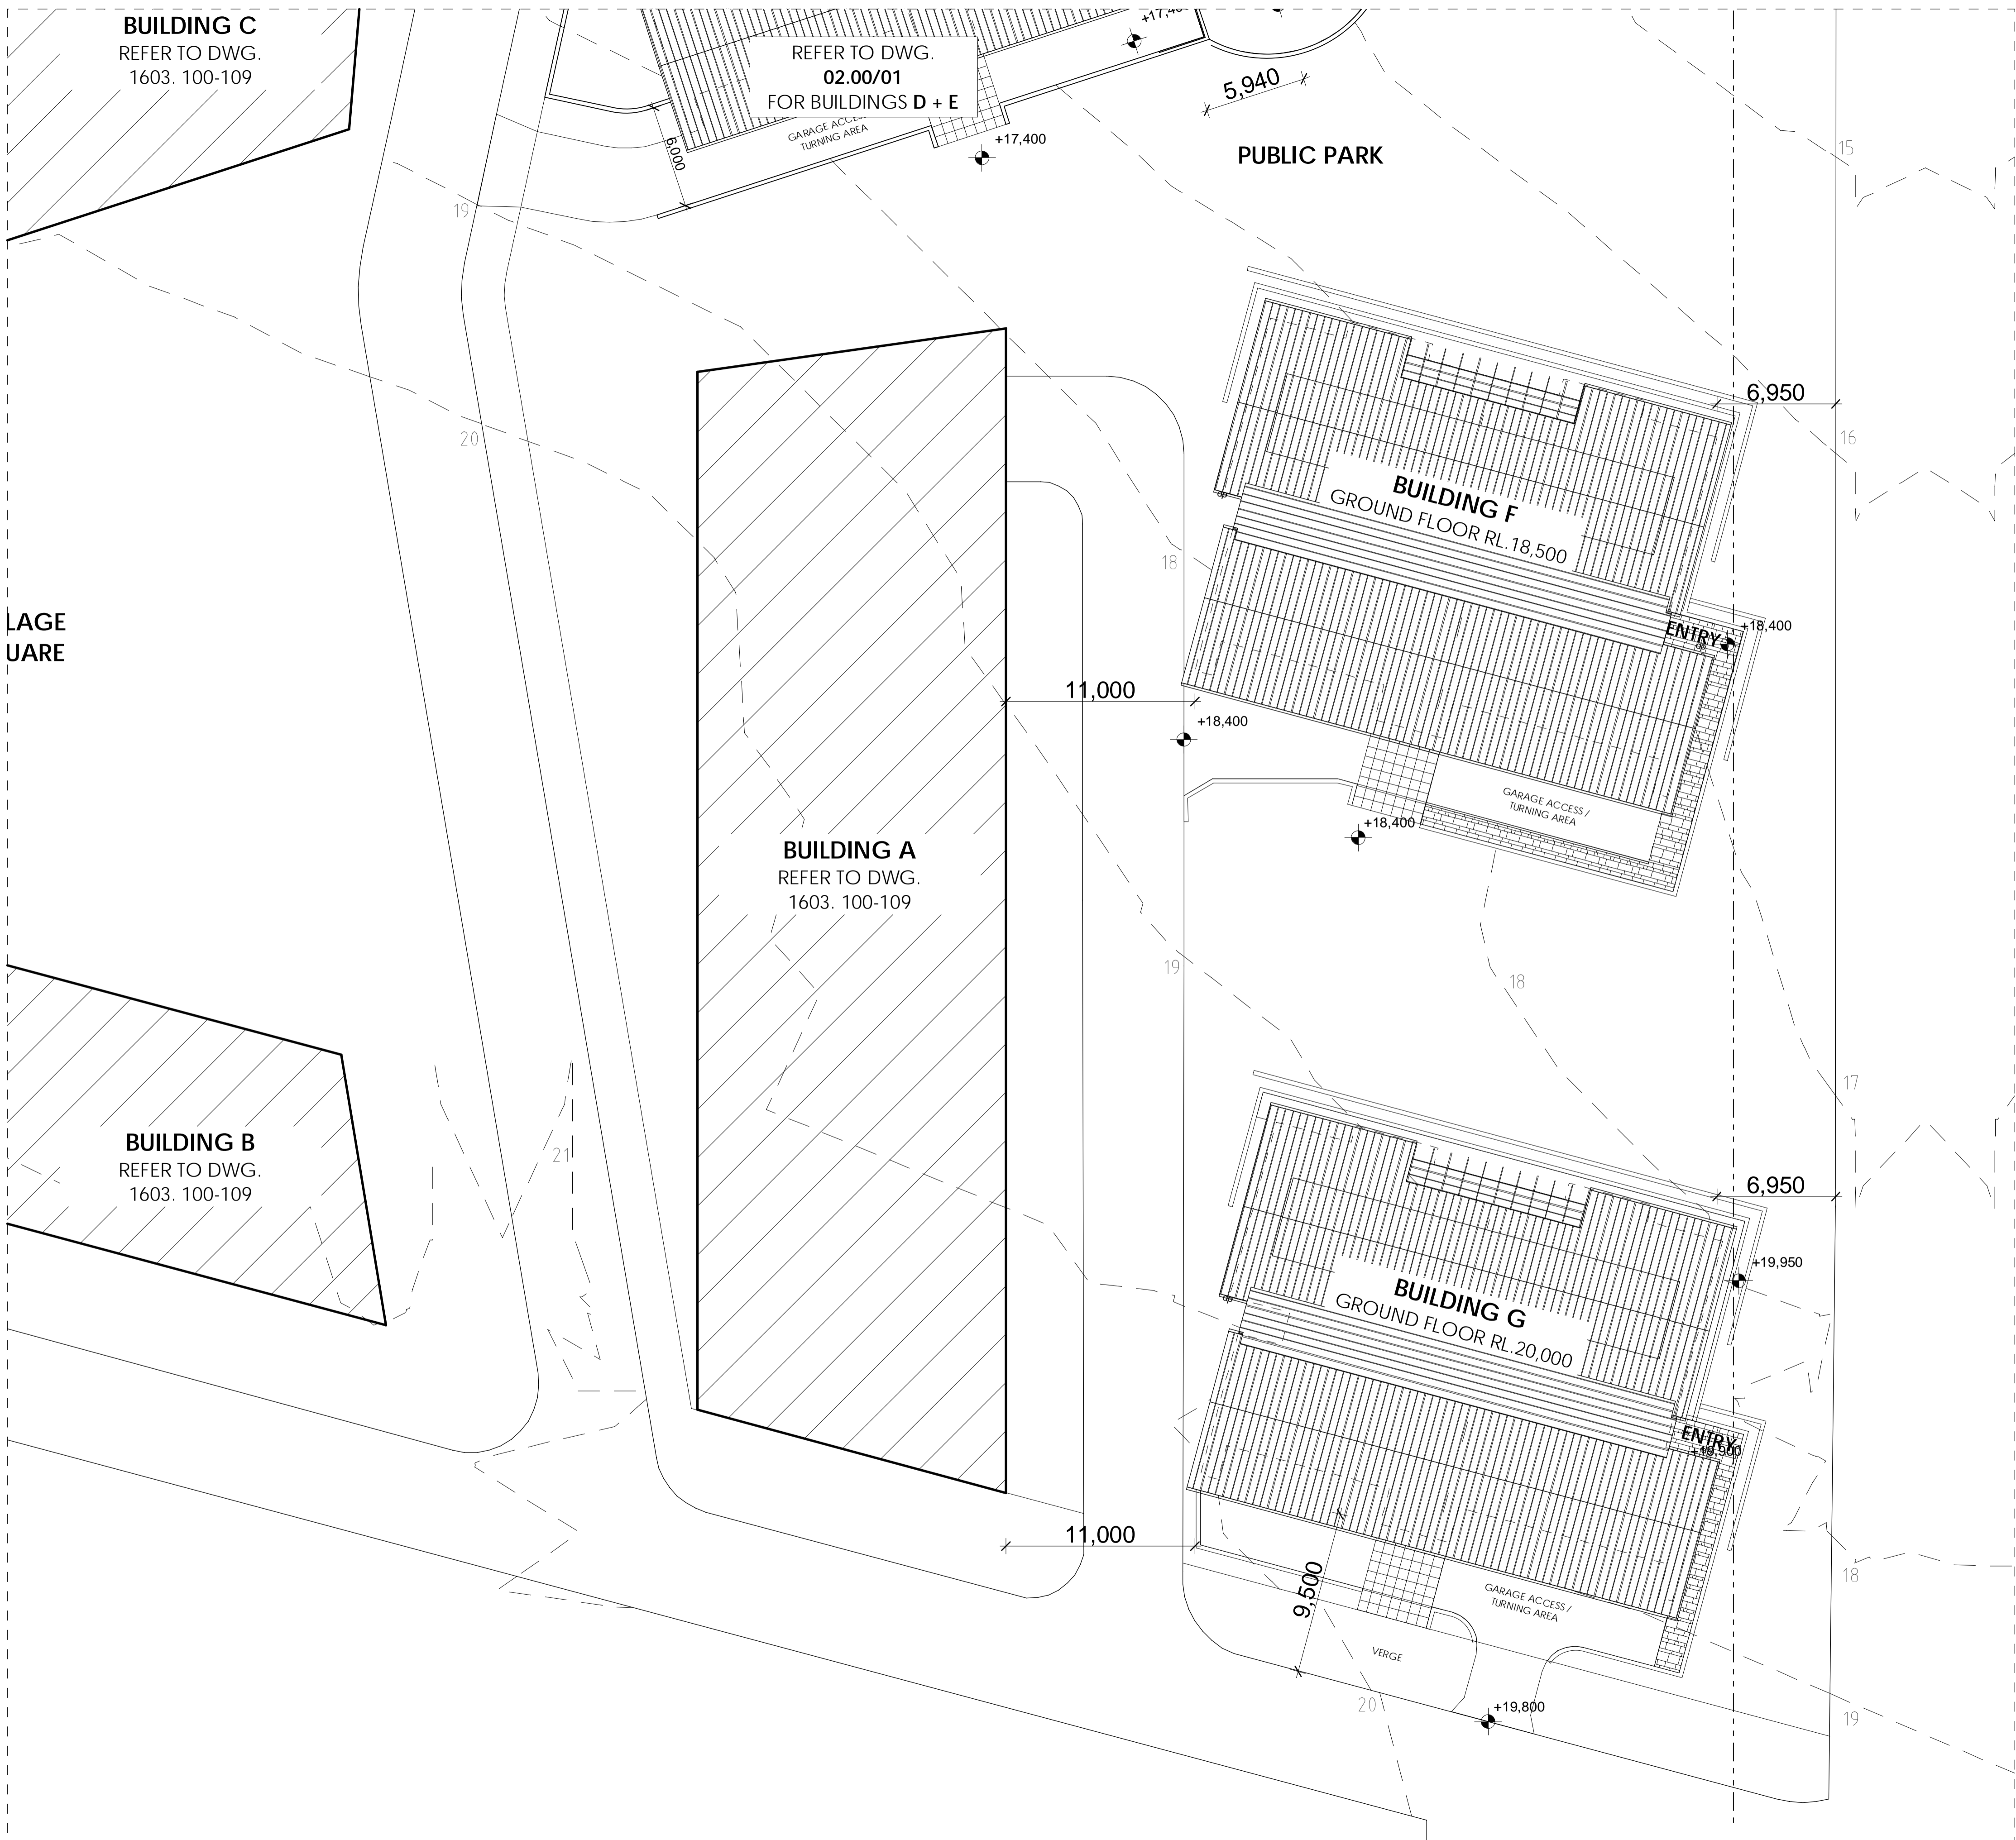 BUILDING C
REFER TO DWG.
1603. 100-109
REFER TO DWG.
02.00/01
FOR BUILDINGS D + E
GARAGE ACCESS
TURNING AREA
6,000
+17,400
5,940
PUBLIC PARK
15
19
6,950
16
20
BUILDING F
GROUND FLOOR RL.18,500
18
LAGE
UARE
ENTRY
+18,400
11,000
+18,400
GARAGE ACCESS /
TURNING AREA
+18,400
BUILDING A
REFER TO DWG.
1603. 100-109
19
18
17
BUILDING B
REFER TO DWG.
1603. 100-109
21
6,950
+19,950
BUILDING G
GROUND FLOOR RL.20,000
ENTRY
+19,900
11,000
9,500
GARAGE ACCESS /
TURNING AREA
18
VERGE
20
+19,800
19